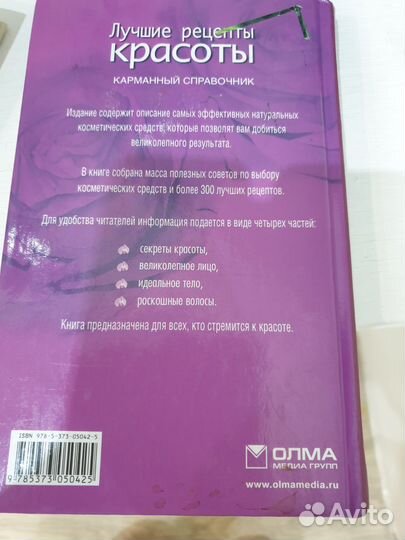 Лучшие рецепты
красоты
КАРМАННЫЙ СПРАВОЧНИК
Издание содержит описание самых эффективных натуральных
косметических средств, которые позволят вам добиться
великолепного результата.
В книге собрана масса полезных советов по выбору
косметических средств и более 300 лучших рецептов.
Для удобства читателей информация подается в виде четырех частей:
секреты красоты,
великолепное лицо,
идеальное тело,
роскошные волосы.
Книга предназначена для всех, кто стремится к красоте.
ISBN 978-5-373-05042-5
9 785373 050425
ОЛМА
МЕДИА ГРУПП
www.olmamedia.ru
Avito